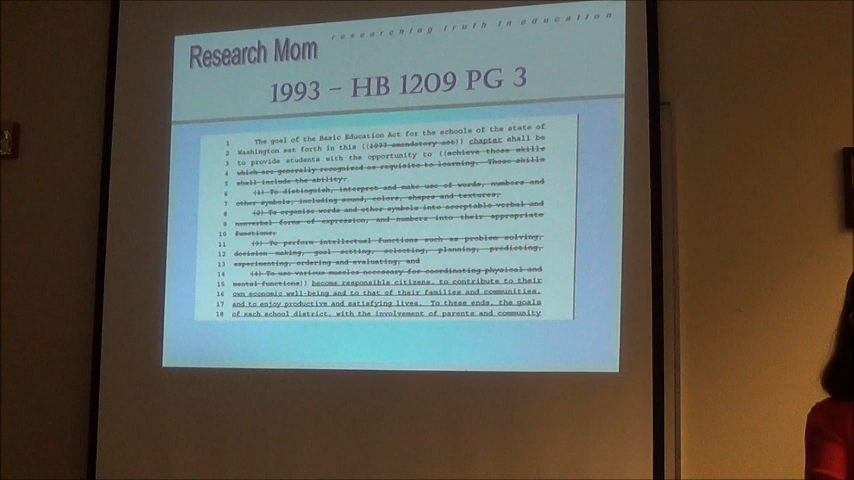 researching truth in education
Research Mom
1993 – HB 1209 PG 3
1 The goal of the Basic Education Act for the schools of the state of
2 Washington set forth in this ((1977 amendatory act)) chapter shall be
3 to provide students with the opportunity to ((achieve those skills
4 which are generally recognized as requisite to learning. Those skills
5 shall include the ability:
6 (1) To distinguish, interpret and make use of words, numbers and
7 other symbols, including sound, colors, shapes and textures;
8 (2) To organize words and other symbols into acceptable verbal and
9 nonverbal forms of expression, and numbers into their appropriate
10 functions;
11 (3) To perform intellectual functions such as problem solving,
12 decision making, goal setting, selecting, planning, predicting,
13 experimenting, ordering and evaluating; and
14 (4) To use various muscles necessary for coordinating physical and
15 mental functions)) become responsible citizens, to contribute to their
16 own economic well-being and to that of their families and communities,
17 and to enjoy productive and satisfying lives. To these ends, the goals
18 of each school district, with the involvement of parents and community